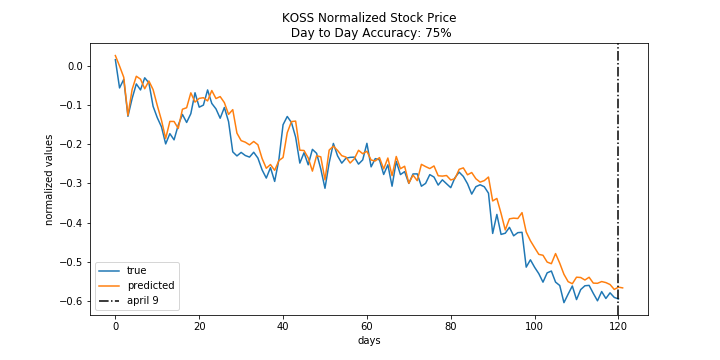 KOSS Normalized Stock Price
Day to Day Accuracy: 75%
normalized values
0.0
−0.1
−0.2
−0.3
−0.4
−0.5
−0.6
true
predicted
april 9
0 20 40 60 80 100 120
days